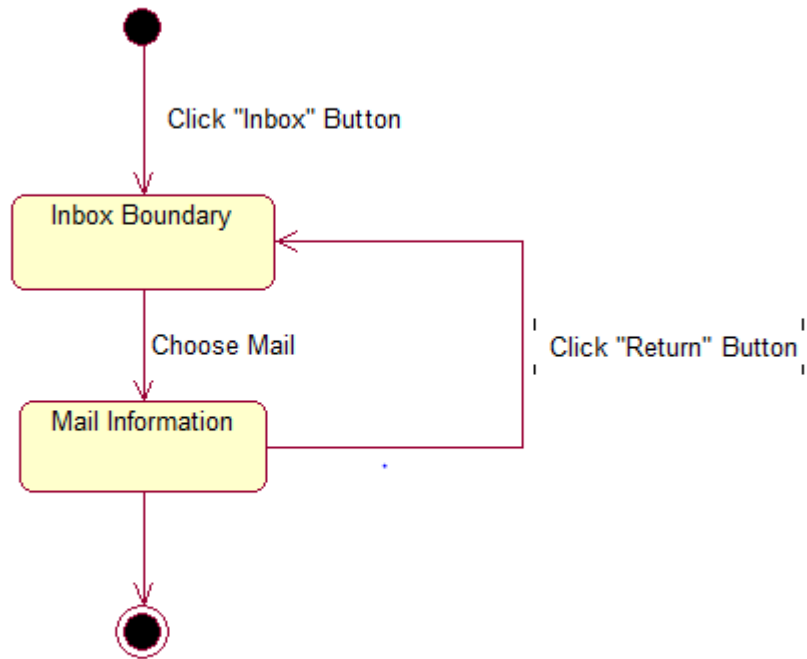 Click "Inbox" Button
Inbox Boundary
Choose Mail
Click "Return" Button
Mail Information